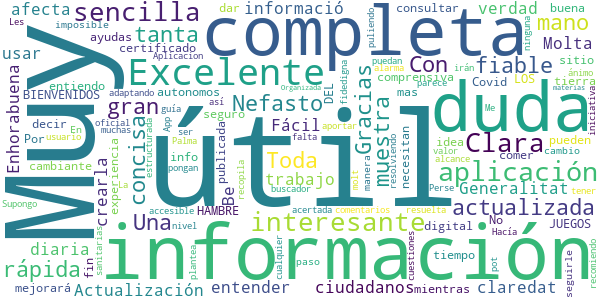 afecta
sencilla
dar
informació
consultar
verdad
buena
Les
imposible
ayudas
tanta
completa
puliendo
mano
Aplicacion
certificado
ninguna
usar
Muy
Excelente
Con
fiable
Molta
sitio
entiendo
autonomos
puedan
alarma
irán
fidedigna
comprensiva
tierra
ánimo
BIENVENIDOS
adaptando
gran
App
guía
Nefasto
DEL
Gracias
muestra
mas
parece
Covid
LOS
Organizada
iniciativas
materias
Enhorabuena
decir
Por
oficial
muchas
así
ser
seguro
Fácil
aportar
resolviendo
necesitan
duda
Me
cambiante
En
usuario
Palma
pongan
estructurada
concisa
info
publicada
falta
manera
Clara
idea
valor
alcance
comer
pueden
cambio
experiencia
crearla
útil
Toda
trabajo
buscador
aplicación
Supongo
accesible
HAMBRE
Be
recopila
molt
acertada
comentarios
resuelta
Perse
Generalitat
tener
diaria
Una
nivel
interesante
actualizada
No
Hacía
JUEGOS
rápida
fin
sanitarias
plantea
información
cualquier
paso
digital
cuestiones
tiempo
pot
recomiendo
seguirle
mejorará
Actualización
entender
ciudadanos
mientras
claredat